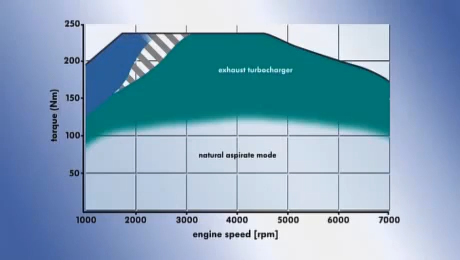 250
200
150
100
50
torque (Nm)
exhaust turbocharger
natural aspirate mode
1000 2000 3000 4000 5000 6000 7000
engine speed [rpm]